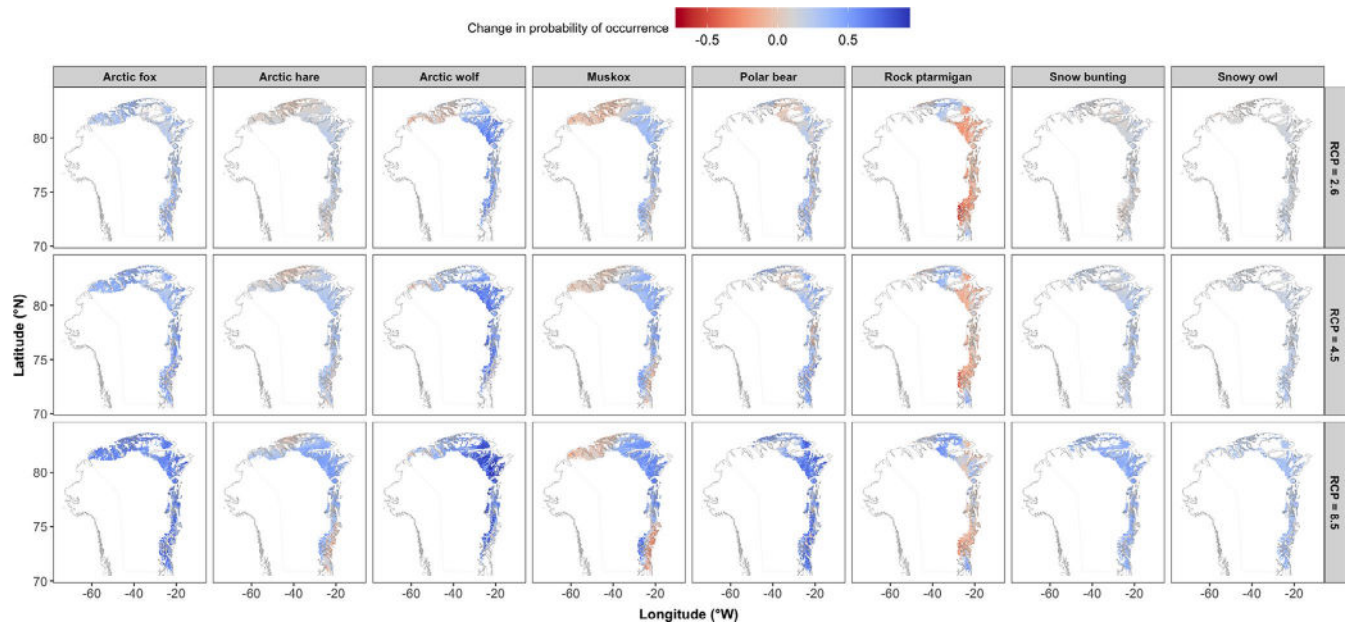 Change in probability of occurrence
-0.5 0.0 0.5
Arctic fox Arctic hare Arctic wolf Muskox Polar bear Rock ptarmigan Snow bunting Snowy owl
80
75
70
RCP = 2.6
80
75
70
RCP = 4.5
80
75
70
RCP = 8.5
Latitude (°N)
-60 -40 -20 -60 -40 -20 -60 -40 -20 -60 -40 -20 -60 -40 -20 -60 -40 -20 -60 -40 -20 -60 -40 -20
Longitude (°W)